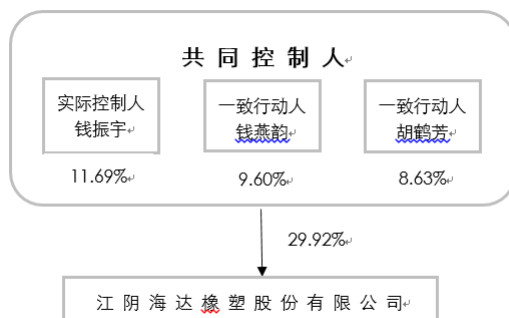 共 同 控 制 人
实际控制人
钱振宇
一致行动人
钱燕韵
一致行动人
胡鹤芳
11.69%
9.60%
8.63%
29.92%
江 阴 海 达 橡 塑 股 份 有 限 公 司